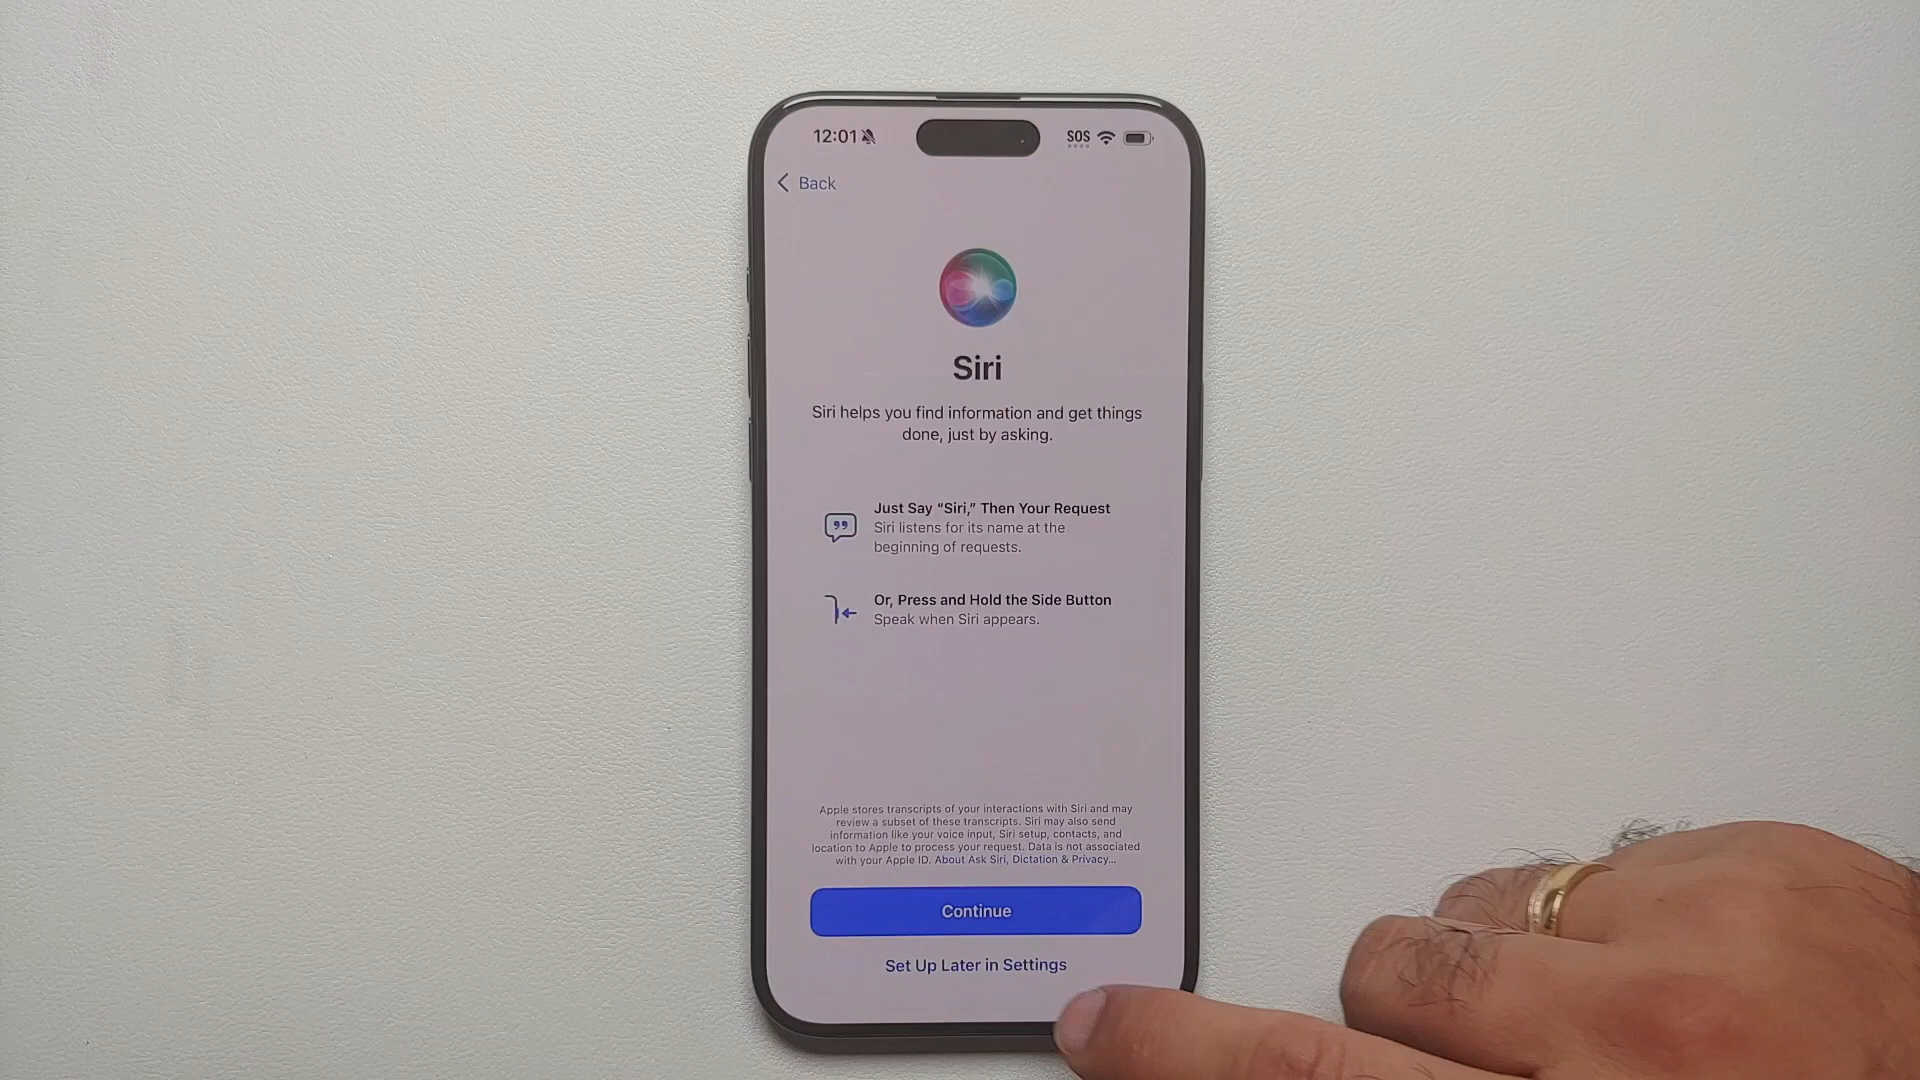 12:01
SOS
Back
Siri
Siri helps you find information and get things
done, just by asking.
Just Say “Siri,” Then Your Request
Siri listens for its name at the
beginning of requests.
Or, Press and Hold the Side Button
Speak when Siri appears.
Apple stores transcripts of your interactions with Siri and may
review a subset of these transcripts. Siri may also send
information like your voice input, Siri setup, contacts, and
location to Apple to process your request. Data is not associated
with your Apple ID. About Ask Siri, Dictation & Privacy...
Continue
Set Up Later in Settings